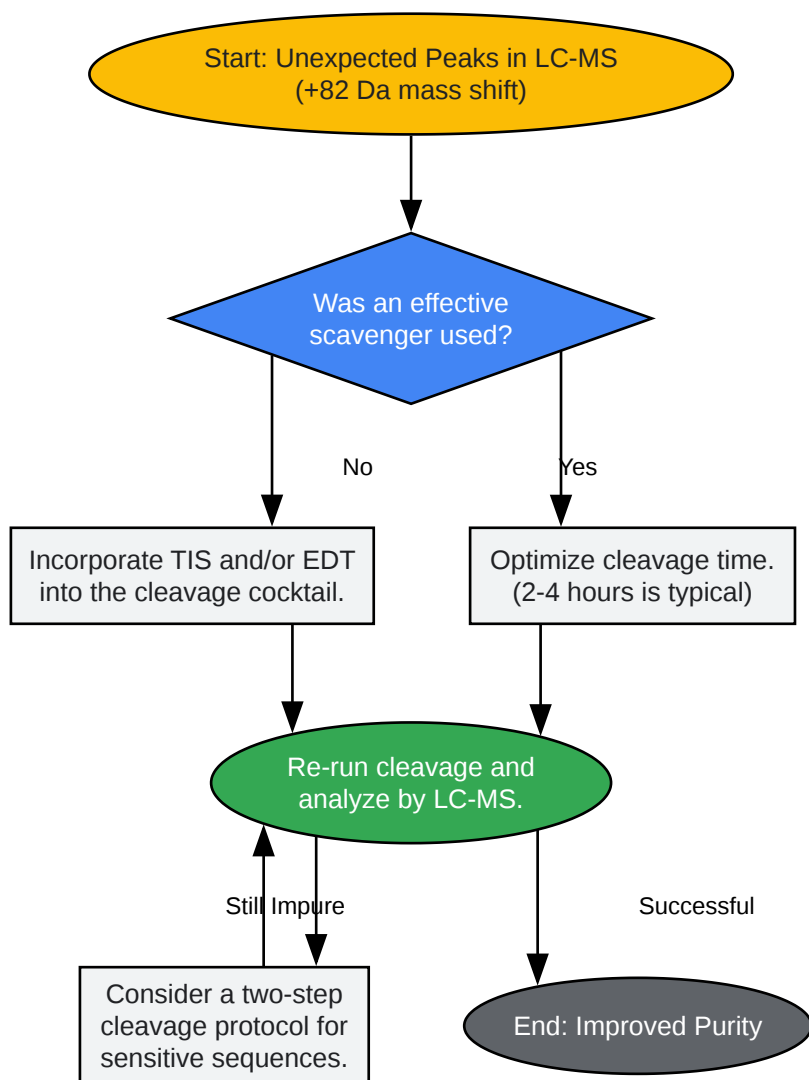 Start: Unexpected Peaks in LC-MS
(+82 Da mass shift)
Was an effective
scavenger used?
No
Yes
Incorporate TIS and/or EDT
into the cleavage cocktail.
Optimize cleavage time.
(2-4 hours is typical)
Re-run cleavage and
analyze by LC-MS.
Still Impure
Successful
Consider a two-step
cleavage protocol for
sensitive sequences.
End: Improved Purity